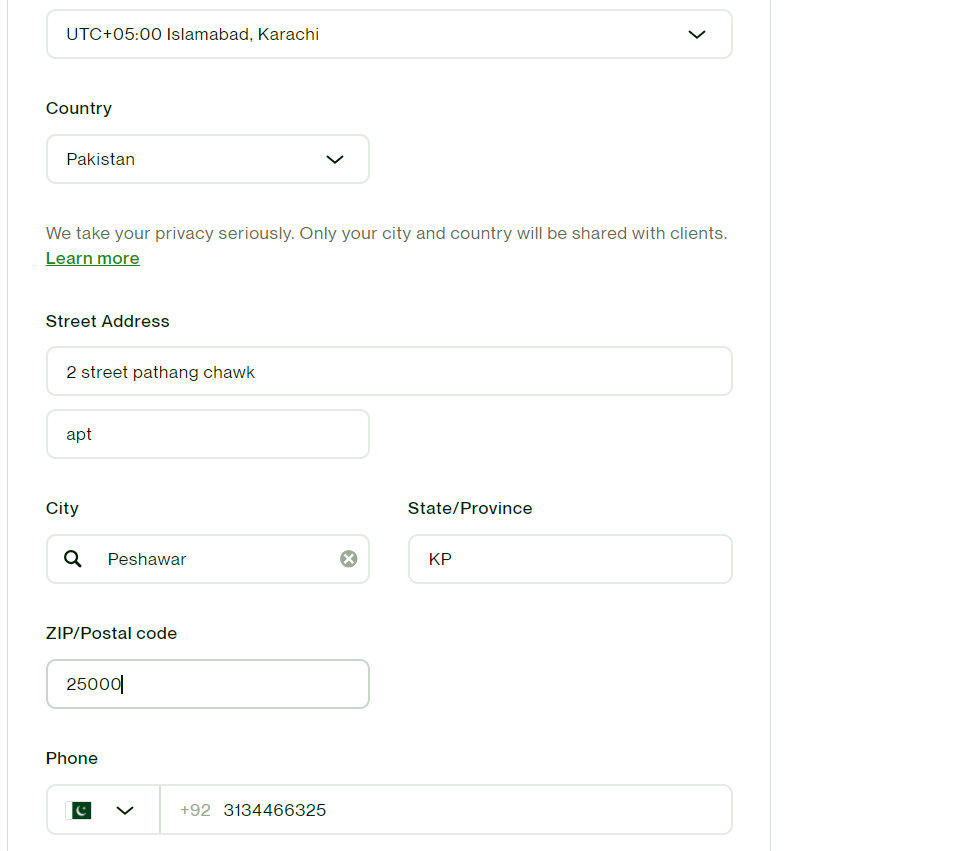 UTC+05:00 Islamabad, Karachi
Country
Pakistan
We take your privacy seriously. Only your city and country will be shared with clients.
Learn more
Street Address
2 street pathang chawk
apt
City
State/Province
Peshawar
KP
ZIP/Postal code
25000
Phone
+92 3134466325